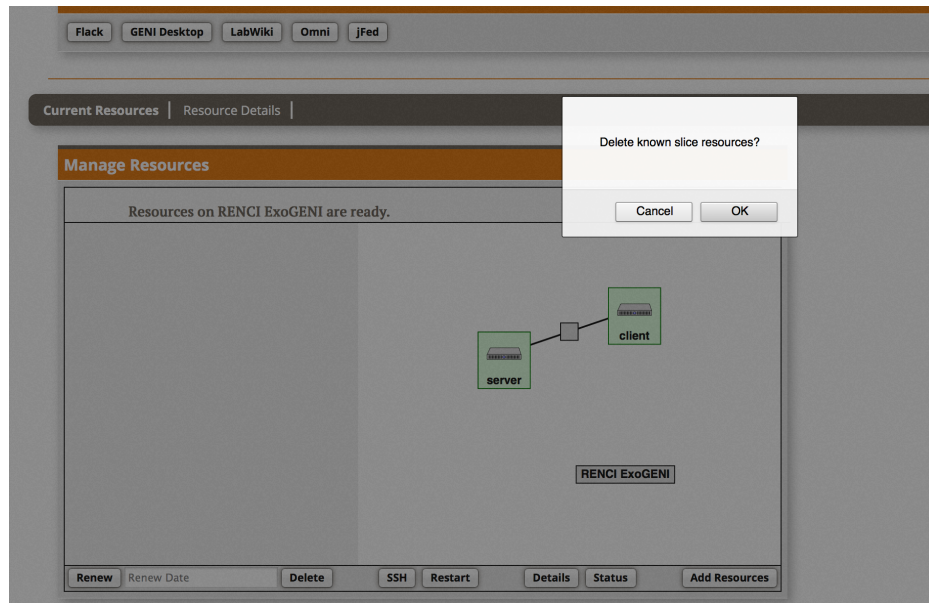 Flack GENI Desktop LabWiki Omni jFed
Current Resources | Resource Details |
Delete known slice resources?
Cancel OK
Manage Resources
Resources on RENCI ExoGENI are ready.
client
server
RENCI ExoGENI
Renew Renew Date Delete SSH Restart Details Status Add Resources